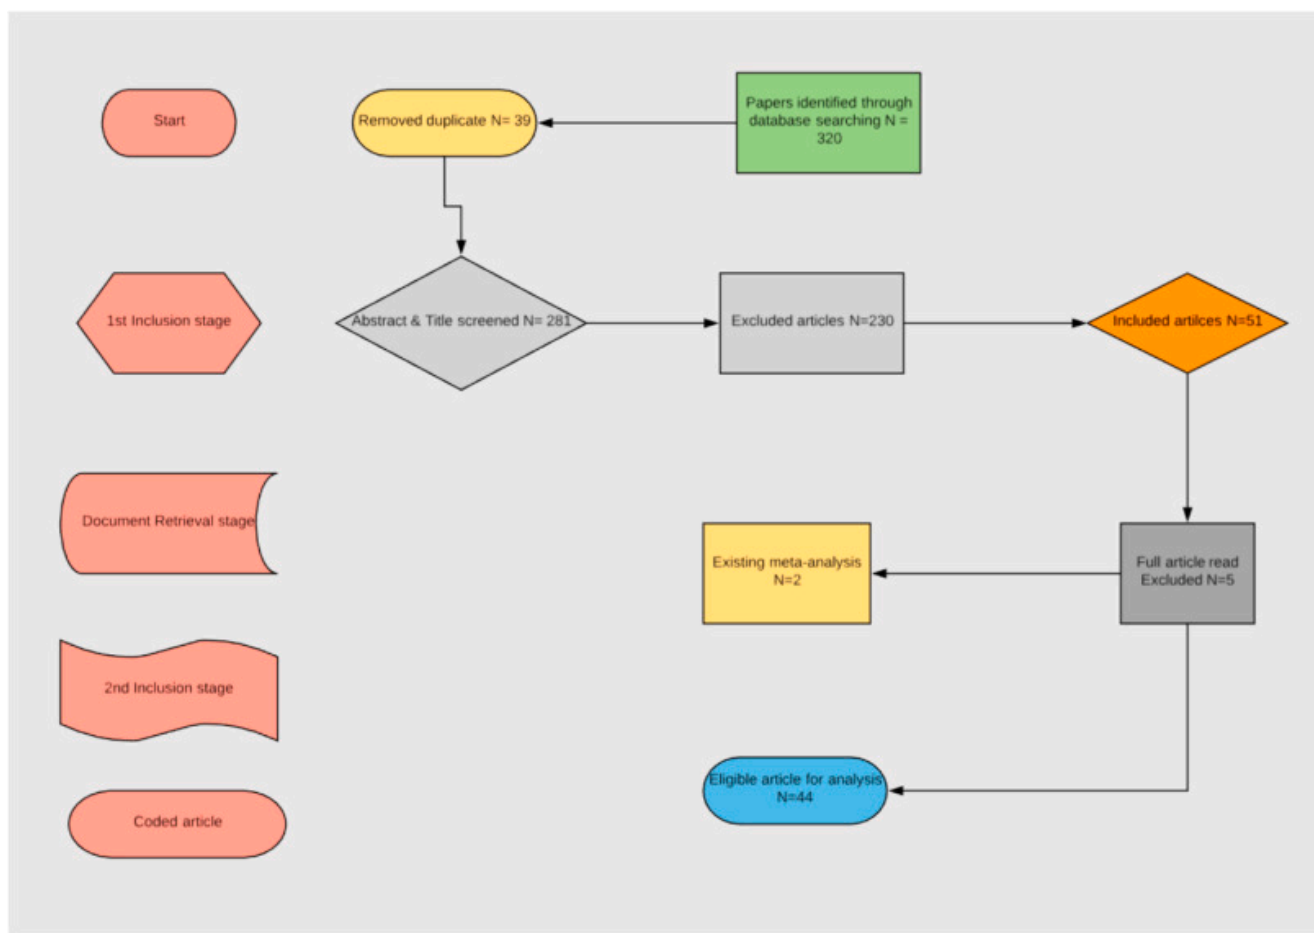 Start
Removed duplicate N= 39
Papers identified through
database searching N =
320
1st Inclusion stage
Abstract & Title screened N= 281
Excluded articles N=230
Included artilces N=51
Document Retrieval stage
Existing meta-analysis
N=2
Full article read
Excluded N=5
2nd Inclusion stage
Eligible article for analysis
N=44
Coded article